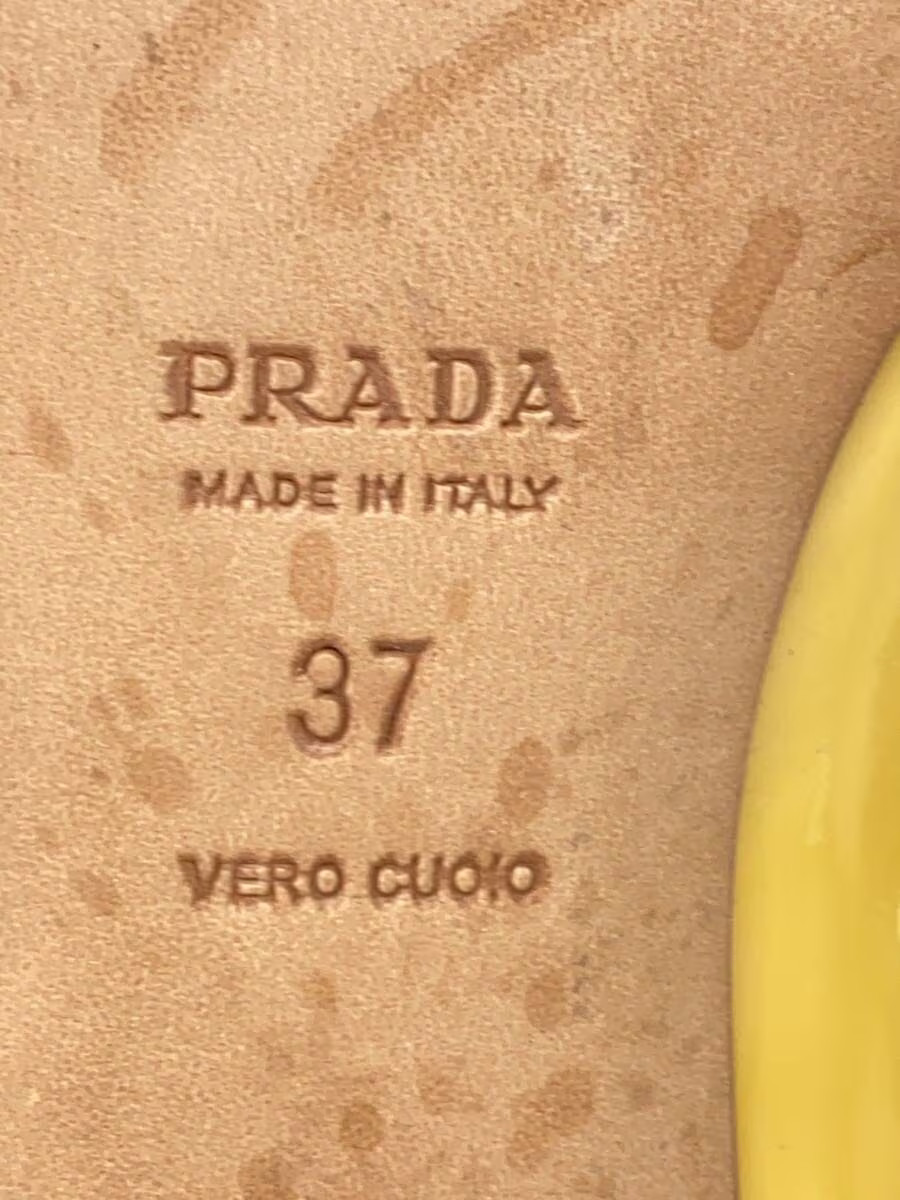 PRADA
MADE IN ITALY
37
VERO CUOIO